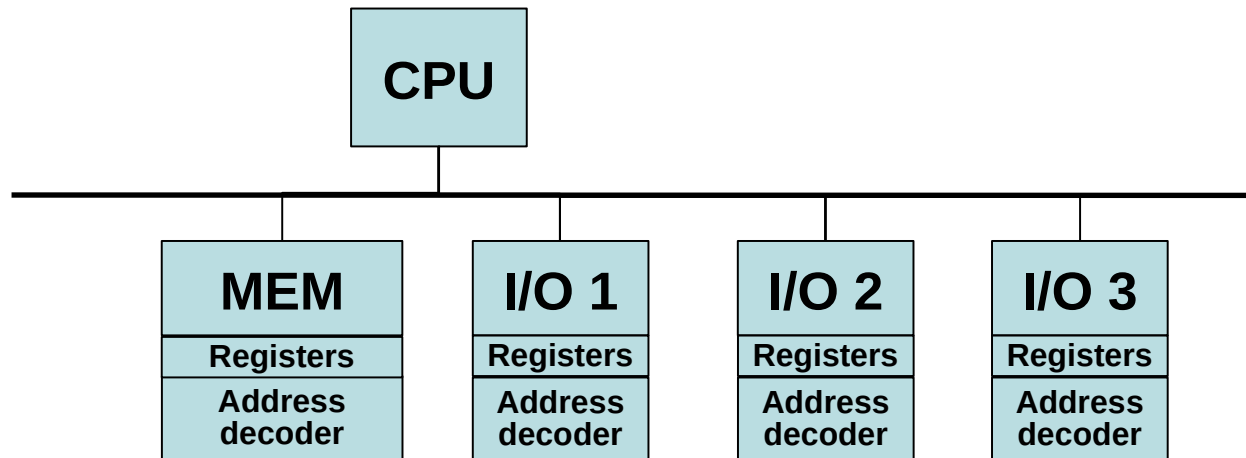 CPU
MEM
Registers
Address
decoder
I/O 1
Registers
Address
decoder
I/O 2
Registers
Address
decoder
I/O 3
Registers
Address
decoder